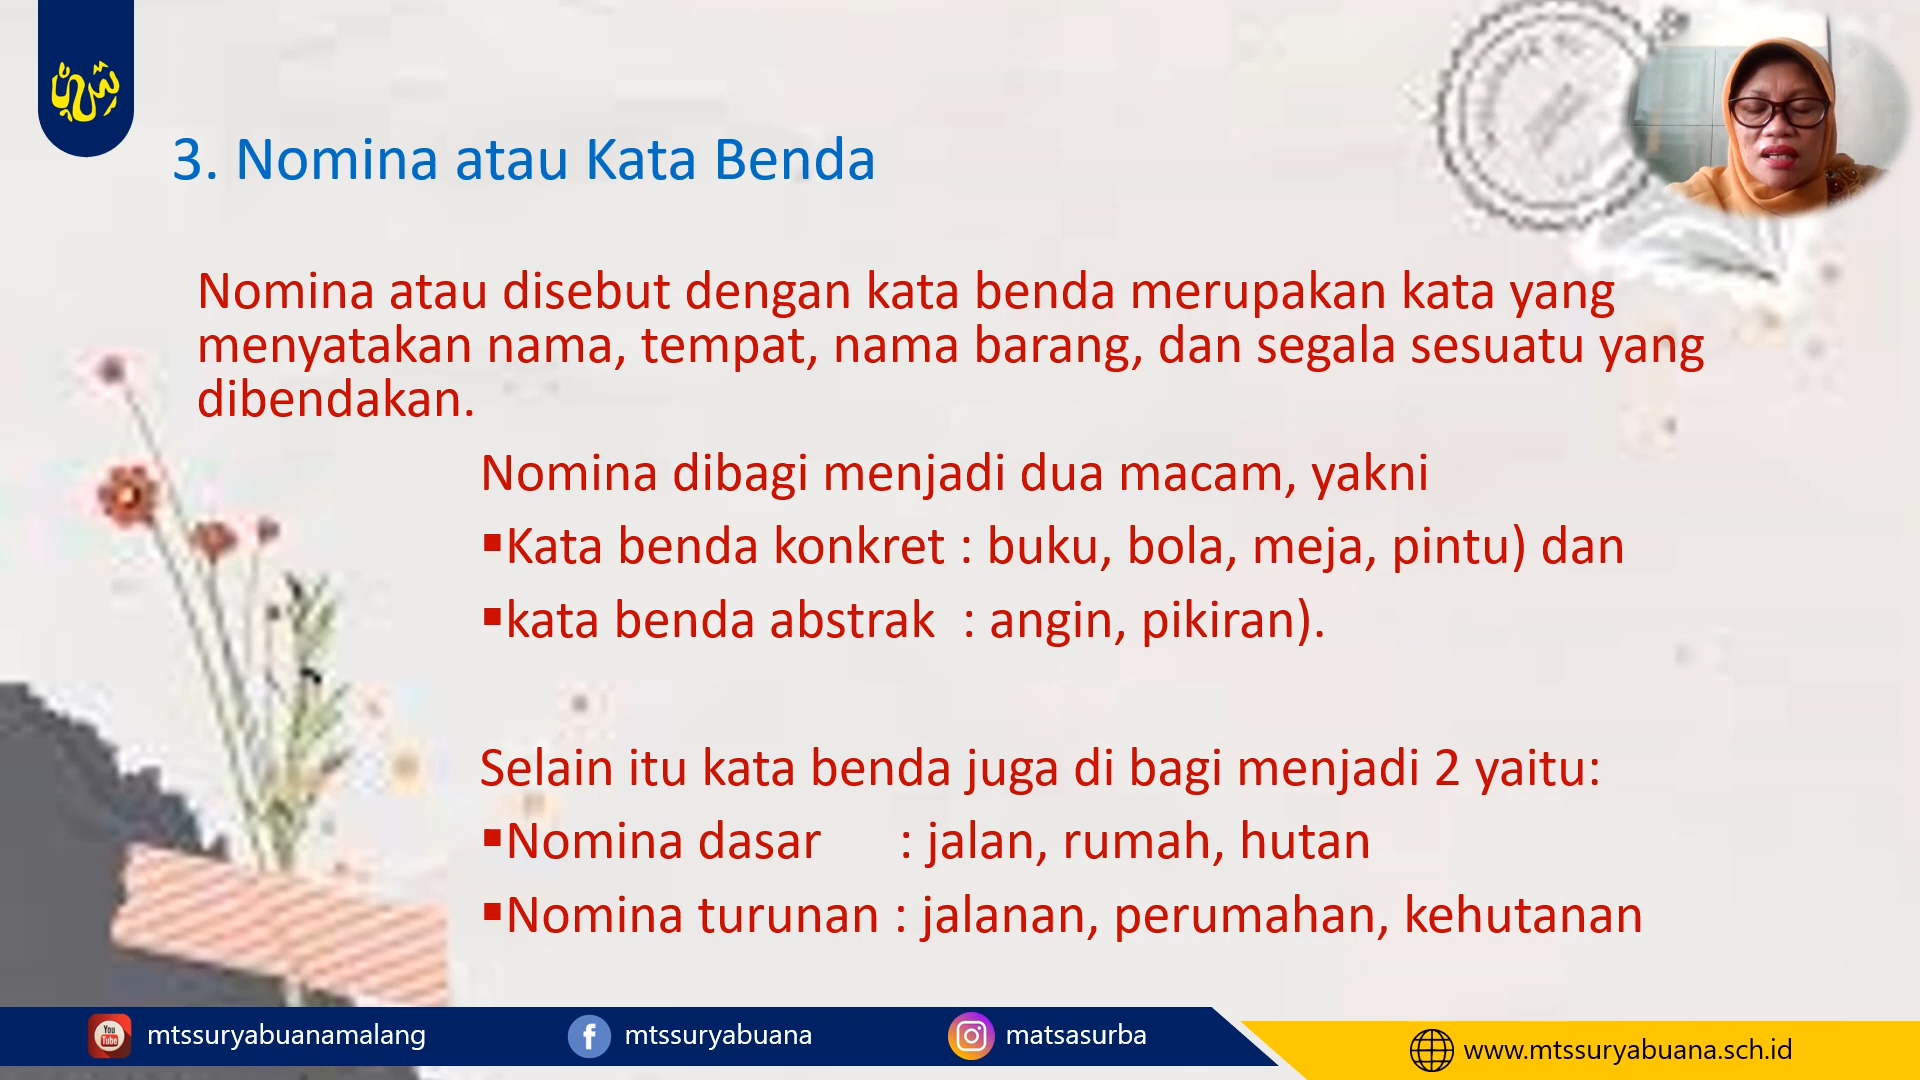 3. Nomina atau Kata Benda
Nomina atau disebut dengan kata benda merupakan kata yang
menyatakan nama, tempat, nama barang, dan segala sesuatu yang
dibendakan.
Nomina dibagi menjadi dua macam, yakni
▪Kata benda konkret : buku, bola, meja, pintu) dan
▪kata benda abstrak : angin, pikiran).
Selain itu kata benda juga di bagi menjadi 2 yaitu:
▪Nomina dasar : jalan, rumah, hutan
▪Nomina turunan : jalanan, perumahan, kehutanan
You Tube mtssuryabuanamalang
mtssuryabuana
matsasurba
www.mtssuryabuana.sch.id